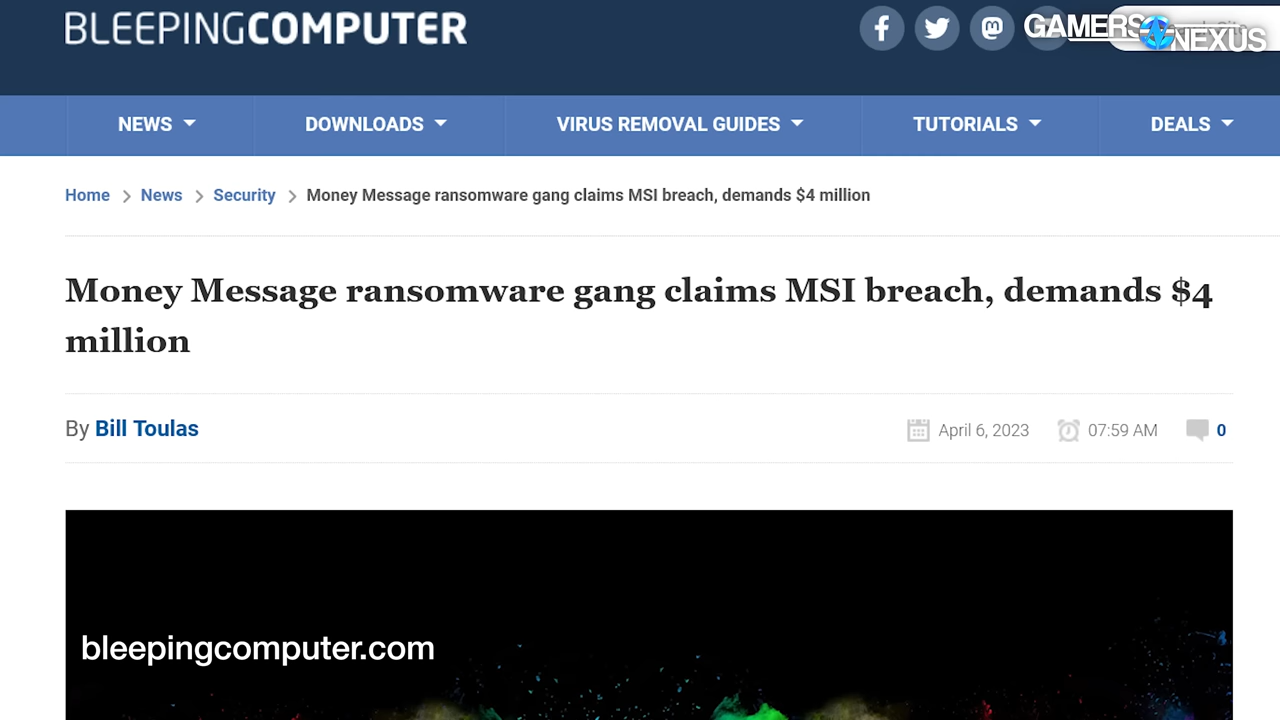 BLEEPINGCOMPUTER
GAMERS NEXUS
NEWS DOWNLOADS VIRUS REMOVAL GUIDES TUTORIALS DEALS
Home > News > Security > Money Message ransomware gang claims MSI breach, demands $4 million
Money Message ransomware gang claims MSI breach, demands $4
million
By Bill Toulas April 6, 2023 07:59 AM 0
bleepingcomputer.com